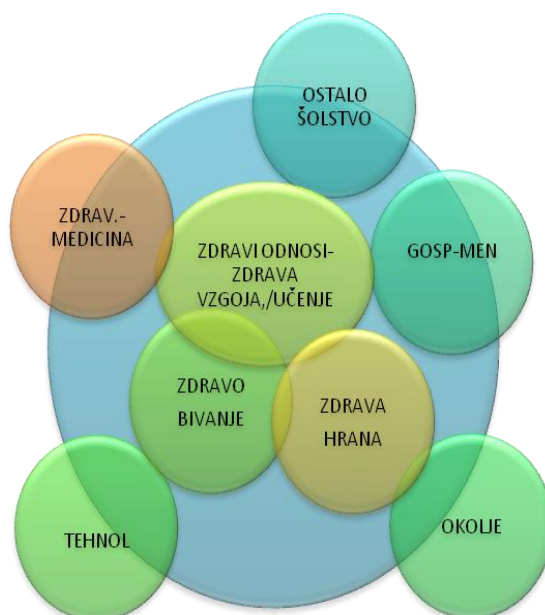 OSTALO
ŠOLSTVO
ZDRAV.-
MEDICINA
ZDRAVI ODNOSI-
ZDRAVA
VZGOJA,/UČENJE
GOSP-MEN
ZDRAVO
BIVANJE
ZDRAVA
HRANA
TEHNOL
OKOLJE